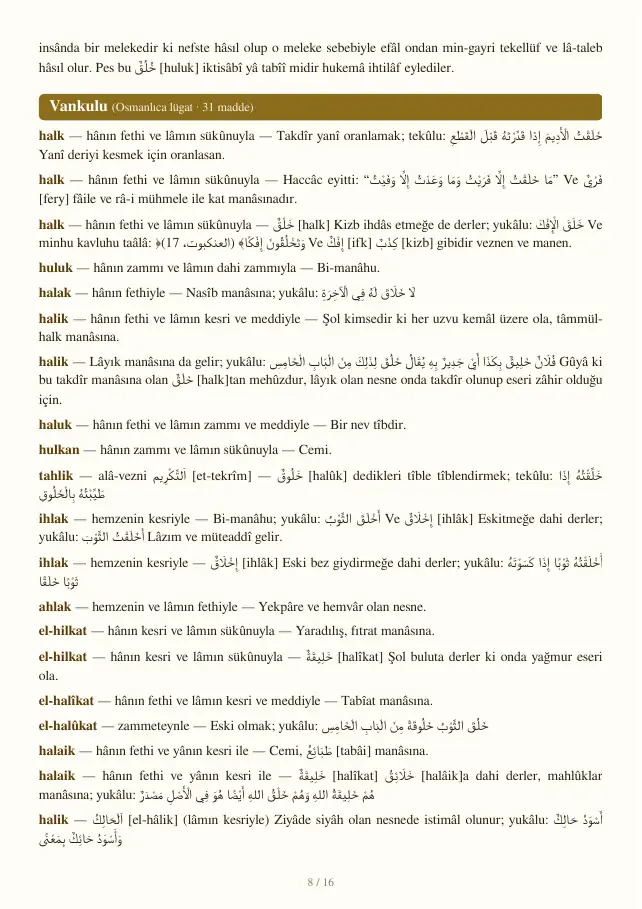 insânda bir melekedir ki nefste hâsıl olup o meleke sebebiyle efâl ondan min-gayri tekellüf ve lâ-taleb
hâsıl olur. Pes bu خُلُقٌ [huluk] iktisâbî yâ tabîî midir hukemâ ihtilâf eylediler.
Vankulu (Osmanlıca lügat · 31 madde)
halk — hânın fethi ve lâmın sükûnuyla — Takdîr yanî oranlamak; tekûlu: خَلَقْتُ الْأَدِيمَ إِذَا قَدَّرْتَهُ قَبْلَ الْقَطْعِ
Yanî deriyi kesmek için oranlasan.
halk — hânın fethi ve lâmın sükûnuyla — Haccâc eyitti: “مَا خَلَقْتُ إِلَّا فَرَيْتُ وَمَا وَعَدْتُ إِلَّا وَفَيْتُ” Ve فَرْيٌ
[fery] fâile ve râ-i mühmele ile kat manâsınadır.
halk — hânın fethi ve lâmın sükûnuyla — خَلْقٌ [halk] Kizb ihdâs etmeğe de derler; yukâlu: خَلَقَ الْإِفْكَ Ve
minhu kavluhu taâlâ: ﴿وَتَخْلُقُونَ إِفْكًا﴾ (العنكبوت، 17) Ve إِفْكٌ [ifk] كِذْبٌ [kizb] gibidir veznen ve manen.
huluk — hânın zammı ve lâmın dahi zammıyla — Bi-manâhu.
halak — hânın fethiyle — Nasîb manâsına; yukâlu: لَا خَلَاقَ لَهُ فِي الْآخِرَةِ
halik — hânın fethi ve lâmın kesri ve meddiyle — Şol kimsedir ki her uzvu kemâl üzere ola, tâmmül-
halk manâsına.
halik — Lâyık manâsına da gelir; yukâlu: فُلَانٌ خَلِيقٌ بِكَذَا أَيْ جَدِيرٌ بِهِ يُقَالُ خَلُقَ لِذَلِكَ مِنَ الْبَابِ الْخَامِسِ Gûyâ ki
bu takdîr manâsına olan خَلْقٌ [halk]tan mehûzdur, lâyık olan nesne onda takdîr olunup eseri zâhir olduğu
için.
haluk — hânın fethi ve lâmın zammı ve meddiyle — Bir nev tîbdir.
hulkan — hânın zammı ve lâmın sükûnuyla — Cemi.
tahlik — alâ-vezni اَلتَّكْرِيم [et-tekrîm] — خَلُوقٌ [halûk] dedikleri tîble tîblendirmek; tekûlu: خَلَّقْتُهُ إِذَا
طَيَّبْتَهُ بِالْخَلُوقِ
ihlak — hemzenin kesriyle — Bi-manâhu; yukâlu: أَخْلَقَ الثَّوْبُ Ve إِخْلَاقٌ [ihlâk] Eskitmeğe dahi derler;
yukâlu: أَخْلَقْتُ الثَّوْبَ Lâzım ve müteaddî gelir.
ihlak — hemzenin kesriyle — إِخْلَاقٌ [ihlâk] Eski bez giydirmeğe dahi derler; yukâlu: أَخْلَقْتُهُ ثَوْبًا إِذَا كَسَوْتَهُ
ثَوْبًا خَلَقًا
ahlak — hemzenin ve lâmın fethiyle — Yekpâre ve hemvâr olan nesne.
el-hilkat — hânın kesri ve lâmın sükûnuyla — Yaradılış, fıtrat manâsına.
el-hilkat — hânın kesri ve lâmın sükûnuyla — خَلِيقَةٌ [halîkat] Şol buluta derler ki onda yağmur eseri
ola.
el-halîkat — hânın fethi ve lâmın kesri ve meddiyle — Tabîat manâsına.
el-halûkat — zammeteynle — Eski olmak; yukâlu: خَلُقَ الثَّوْبُ خُلُوقَةً مِنَ الْبَابِ الْخَامِسِ
halaik — hânın fethi ve yânın kesri ile — Cemi, طَبَائِعُ [tabâi] manâsına.
halaik — hânın fethi ve yânın kesri ile — خَلِيقَةٌ [halîkat] خَلَائِقُ [halâik]a dahi derler, mahlûklar
manâsına; yukâlu: هُمْ خَلِيقَةُ اللهِ وَهُمْ خَلْقُ اللهِ أَيْضًا هُوَ فِي الْأَصْلِ مَصْدَرٌ
halik — اَلْحَالِكُ [el-hâlik] (lâmın kesriyle) Ziyâde siyâh olan nesnede istimâl olunur; yukâlu: أَسْوَدُ حَالِكٌ
وَأَسْوَدُ حَائِكٌ بِمَعْنًى
8 / 16